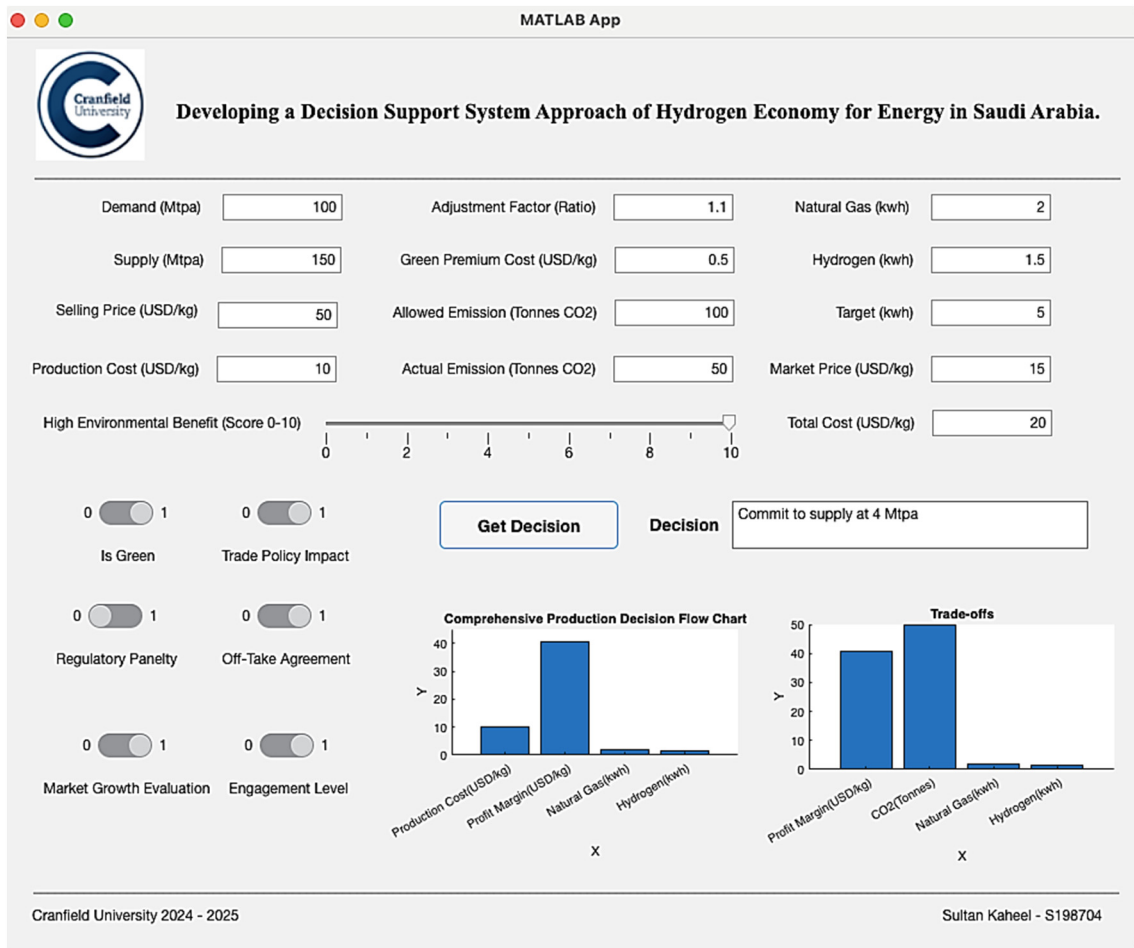 MATLAB App
Cranfield
University
Developing a Decision Support System Approach of Hydrogen Economy for Energy in Saudi Arabia.
Demand (Mtpa) 100 Adjustment Factor (Ratio) 1.1 Natural Gas (kwh) 2
Supply (Mtpa) 150 Green Premium Cost (USD/kg) 0.5 Hydrogen (kwh) 1.5
Selling Price (USD/kg) 50 Allowed Emission (Tonnes CO2) 100 Target (kwh) 5
Production Cost (USD/kg) 10 Actual Emission (Tonnes CO2) 50 Market Price (USD/kg) 15
High Environmental Benefit (Score 0-10) Total Cost (USD/kg) 20
0 2 4 6 8 10
0 1 0 1
Is Green Trade Policy Impact
Get Decision Decision Commit to supply at 4 Mtpa
0 1 0 1
Regulatory Panelty Off-Take Agreement
0 1 0 1
Market Growth Evaluation Engagement Level
Comprehensive Production Decision Flow Chart
Y
40
30
20
10
0
Production Cost(USD/kg)
Profit Margin(USD/kg)
Natural Gas(kwh)
Hydrogen(kwh)
X
Trade-offs
Y
50
40
30
20
10
0
Profit Margin(USD/kg)
CO2(Tonnes)
Natural Gas(kwh)
Hydrogen(kwh)
X
Cranfield University 2024 - 2025 Sultan Kaheel - S198704